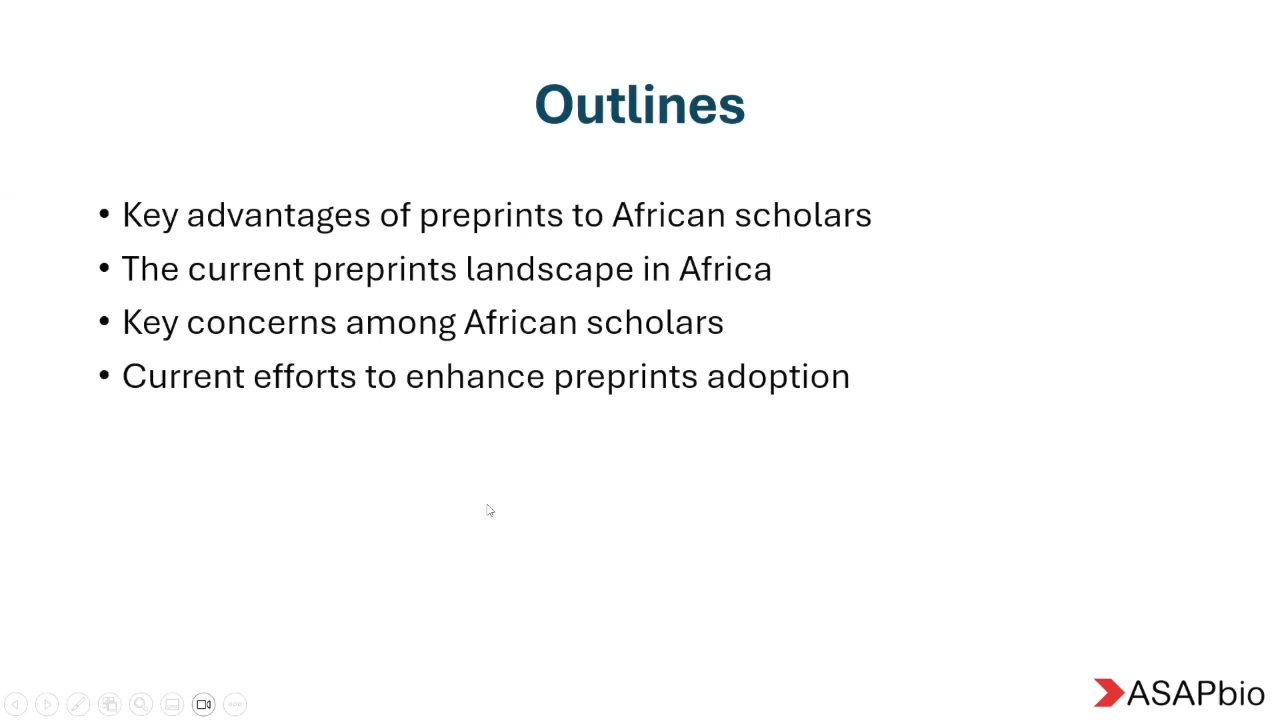 Outlines
• Key advantages of preprints to African scholars
• The current preprints landscape in Africa
• Key concerns among African scholars
• Current efforts to enhance preprints adoption
ASAPbio